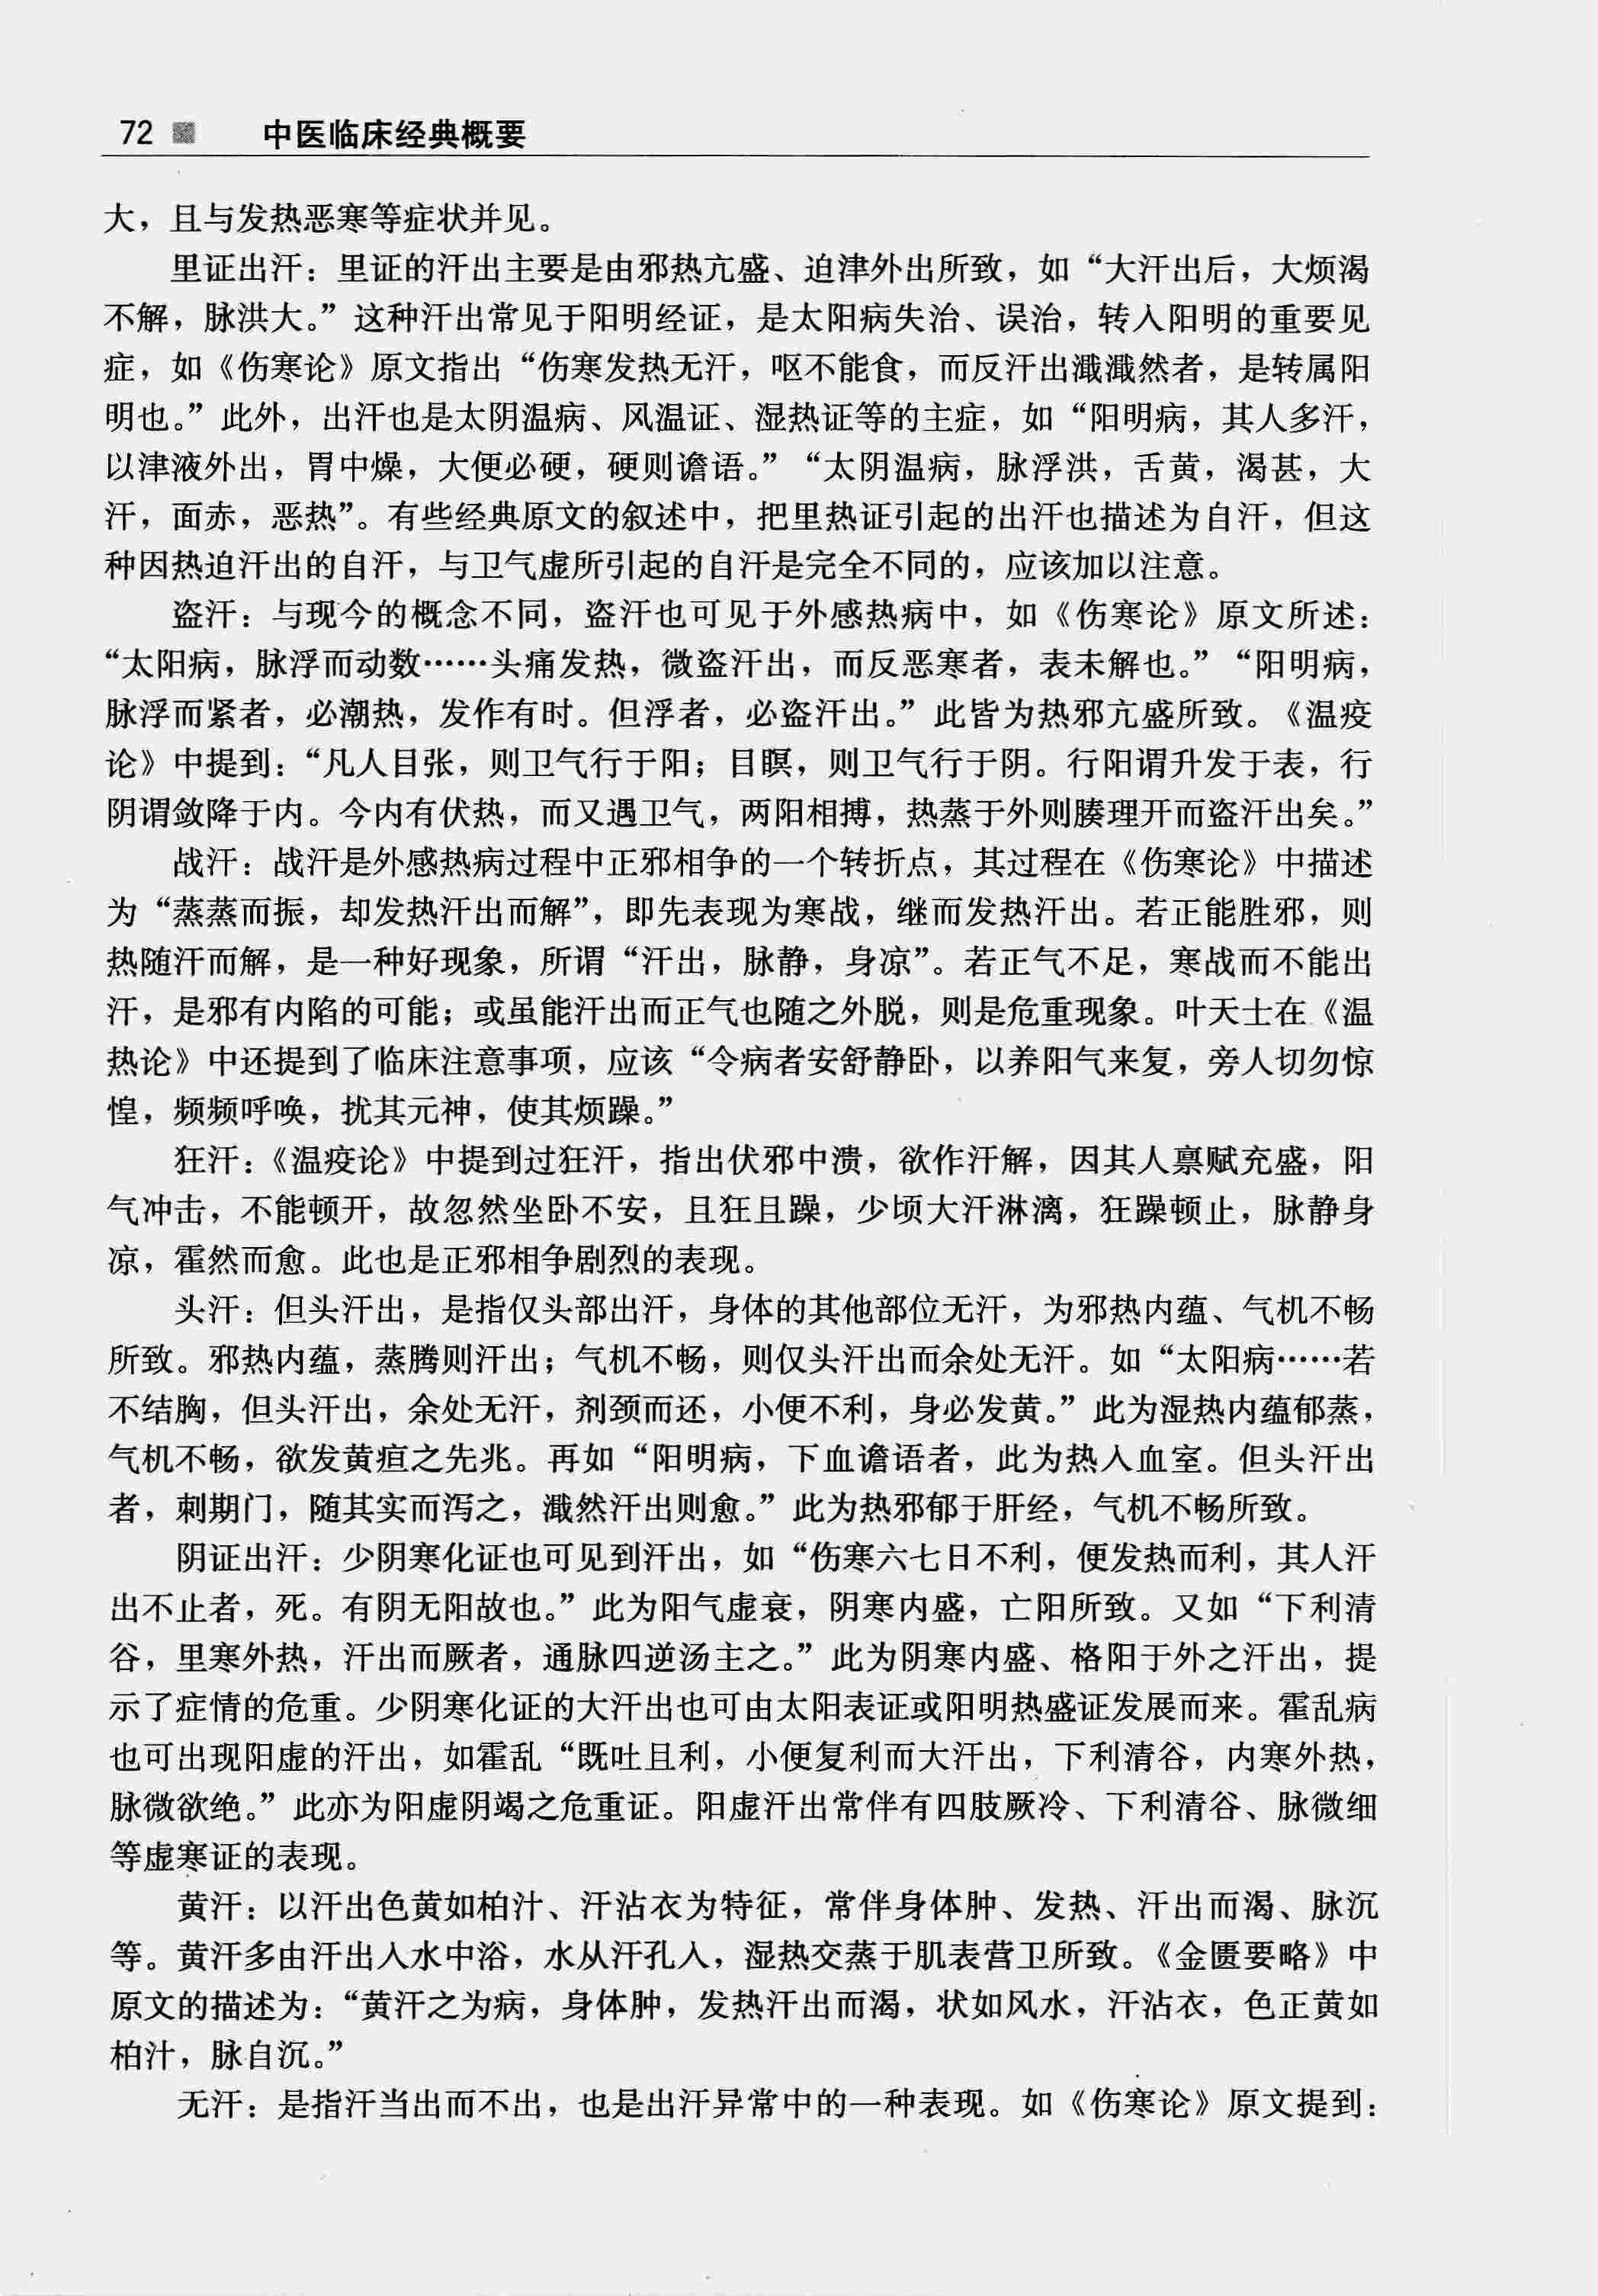 72 中医临床经典概要
大，且与发热恶寒等症状并见。
里证出汗：里证的汗出主要是由邪热亢盛、迫津外出所致，如“大汗出后，大烦渴
不解，脉洪大。”这种汗出常见于阳明经证，是太阳病失治、误治，转入阳明的重要见
症，如《伤寒论》原文指出“伤寒发热无汗，呕不能食，而反汗出濈濈然者，是转属阳
明也。”此外，出汗也是太阴温病、风温证、湿热证等的主症，如“阳明病，其人多汗，
以津液外出，胃中燥，大便必硬，硬则谵语。”“太阴温病，脉浮洪，舌黄，渴甚，大
汗，面赤，恶热”。有些经典原文的叙述中，把里热证引起的出汗也描述为自汗，但这
种因热迫汗出的自汗，与卫气虚所引起的自汗是完全不同的，应该加以注意。
盗汗：与现今的概念不同，盗汗也可见于外感热病中，如《伤寒论》原文所述：
“太阳病，脉浮而动数……头痛发热，微盗汗出，而反恶寒者，表未解也。”“阳明病，
脉浮而紧者，必潮热，发作有时。但浮者，必盗汗出。”此皆为热邪亢盛所致。《温疫
论》中提到：“凡人目张，则卫气行于阳；目瞑，则卫气行于阴。行阳谓升发于表，行
阴谓敛降于内。今内有伏热，而又遇卫气，两阳相搏，热蒸于外则腠理开而盗汗出矣。”
战汗：战汗是外感热病过程中正邪相争的一个转折点，其过程在《伤寒论》中描述
为“蒸蒸而振，却发热汗出而解”，即先表现为寒战，继而发热汗出。若正能胜邪，则
热随汗而解，是一种好现象，所谓“汗出，脉静，身凉”。若正气不足，寒战而不能出
汗，是邪有内陷的可能；或虽能汗出而正气也随之外脱，则是危重现象。叶天士在《温
热论》中还提到了临床注意事项，应该“令病者安舒静卧，以养阳气来复，旁人切勿惊
惶，频频呼唤，扰其元神，使其烦躁。”
狂汗：《温疫论》中提到过狂汗，指出伏邪中溃，欲作汗解，因其人禀赋充盛，阳
气冲击，不能顿开，故忽然坐卧不安，且狂且躁，少顷大汗淋漓，狂躁顿止，脉静身
凉，霍然而愈。此也是正邪相争剧烈的表现。
头汗：但头汗出，是指仅头部出汗，身体的其他部位无汗，为邪热内蕴、气机不畅
所致。邪热内蕴，蒸腾则汗出；气机不畅，则仅头汗出而余处无汗。如“太阳病……若
不结胸，但头汗出，余处无汗，剂颈而还，小便不利，身必发黄。”此为湿热内蕴郁蒸，
气机不畅，欲发黄疸之先兆。再如“阳明病，下血谵语者，此为热入血室。但头汗出
者，刺期门，随其实而泻之，濈然汗出则愈。”此为热邪郁于肝经，气机不畅所致。
阴证出汗：少阴寒化证也可见到汗出，如“伤寒六七日不利，便发热而利，其人汗
出不止者，死。有阴无阳故也。”此为阳气虚衰，阴寒内盛，亡阳所致。又如“下利清
谷，里寒外热，汗出而厥者，通脉四逆汤主之。”此为阴寒内盛、格阳于外之汗出，提
示了症情的危重。少阴寒化证的大汗出也可由太阳表证或阳明热盛证发展而来。霍乱病
也可出现阳虚的汗出，如霍乱“既吐且利，小便复利而大汗出，下利清谷，内寒外热，
脉微欲绝。”此亦为阳虚阴竭之危重证。阳虚汗出常伴有四肢厥冷、下利清谷、脉微细
等虚寒证的表现。
黄汗：以汗出色黄如柏汁、汗沾衣为特征，常伴身体肿、发热、汗出而渴、脉沉
等。黄汗多由汗出入水中浴，水从汗孔入，湿热交蒸于肌表营卫所致。《金匮要略》中
原文的描述为：“黄汗之为病，身体肿，发热汗出而渴，状如风水，汗沾衣，色正黄如
柏汁，脉自沉。”
无汗：是指汗当出而不出，也是出汗异常中的一种表现。如《伤寒论》原文提到：